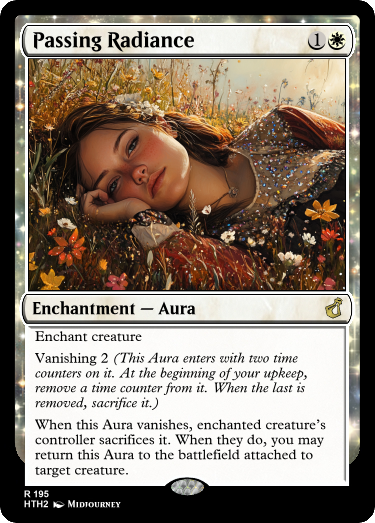 Passing Radiance 1
Enchantment — Aura
Enchant creature
Vanishing 2 (This Aura enters with two time
counters on it. At the beginning of your upkeep,
remove a time counter from it. When the last is
removed, sacrifice it.)
When this Aura vanishes, enchanted creature's
controller sacrifices it. When they do, you may
return this Aura to the battlefield attached to
target creature.
R 195
HTH2 Midjourney